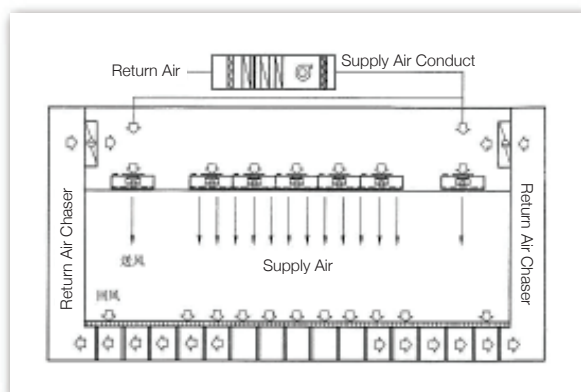 Supply Air Conduct
Return Air
Return Air Chaser
Return Air Chaser
送风
Supply Air
回风